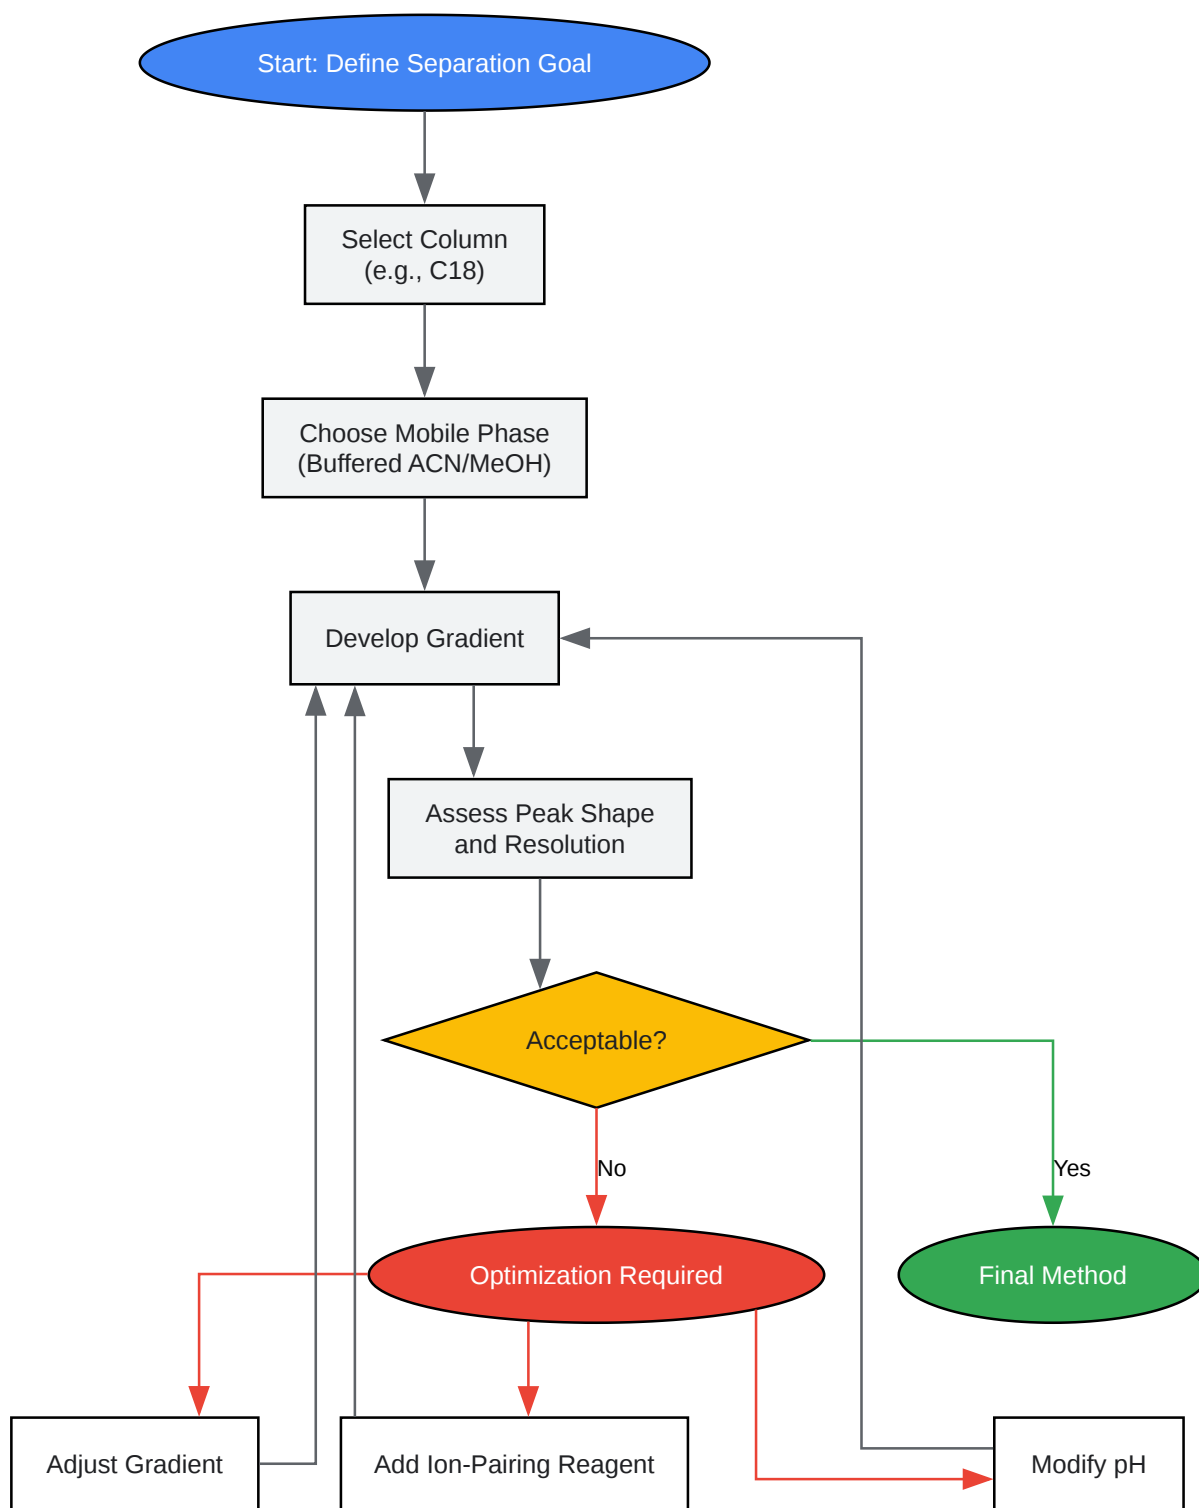 Start: Define Separation Goal
Select Column
(e.g., C18)
Choose Mobile Phase
(Buffered ACN/MeOH)
Develop Gradient
Assess Peak Shape
and Resolution
Acceptable?
No
Yes
Optimization Required
Final Method
Adjust Gradient
Add Ion-Pairing Reagent
Modify pH